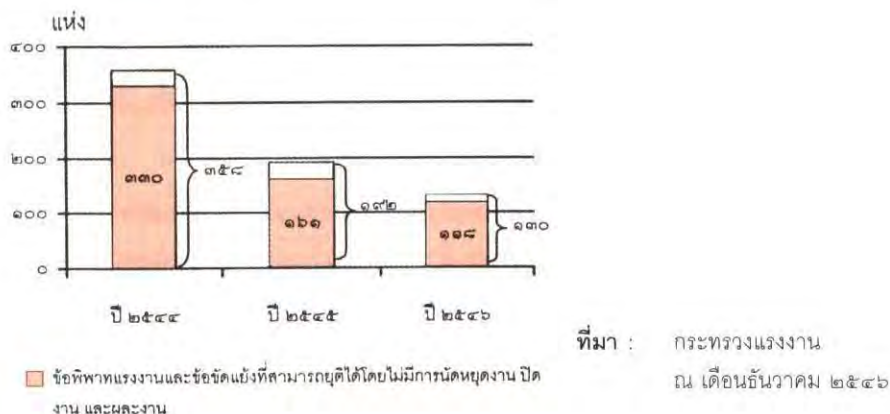 แห่ง
๔๐๐
๓๐๐
๒๐๐
๑๐๐
๐
๓๓๐
๓๕๘
๑๖๑
๑๙๒
๑๑๘
๑๓๐
ปี ๒๕๔๔ ปี ๒๕๔๕ ปี ๒๕๔๖
ข้อพิพาทแรงงานและข้อขัดแย้งที่สามารถยุติได้โดยไม่มีการนัดหยุดงาน ปิด
งาน และผละงาน
ที่มา : กระทรวงแรงงาน
ณ เดือนธันวาคม ๒๕๔๖